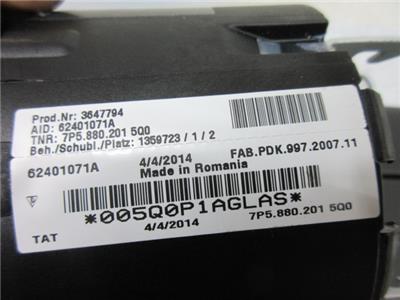 Prod.Nr: 3647794
AID: 62401071A
TNR: 7P5.880.201 5Q0
Beh./Schubl./Platz: 1359723 / 1 / 2
62401071A 4/4/2014 FAB.PDK.997.2007.11
Made in Romania
*005Q0P1AGLAS*
4/4/2014 7P5.880.201 5Q0
TAT